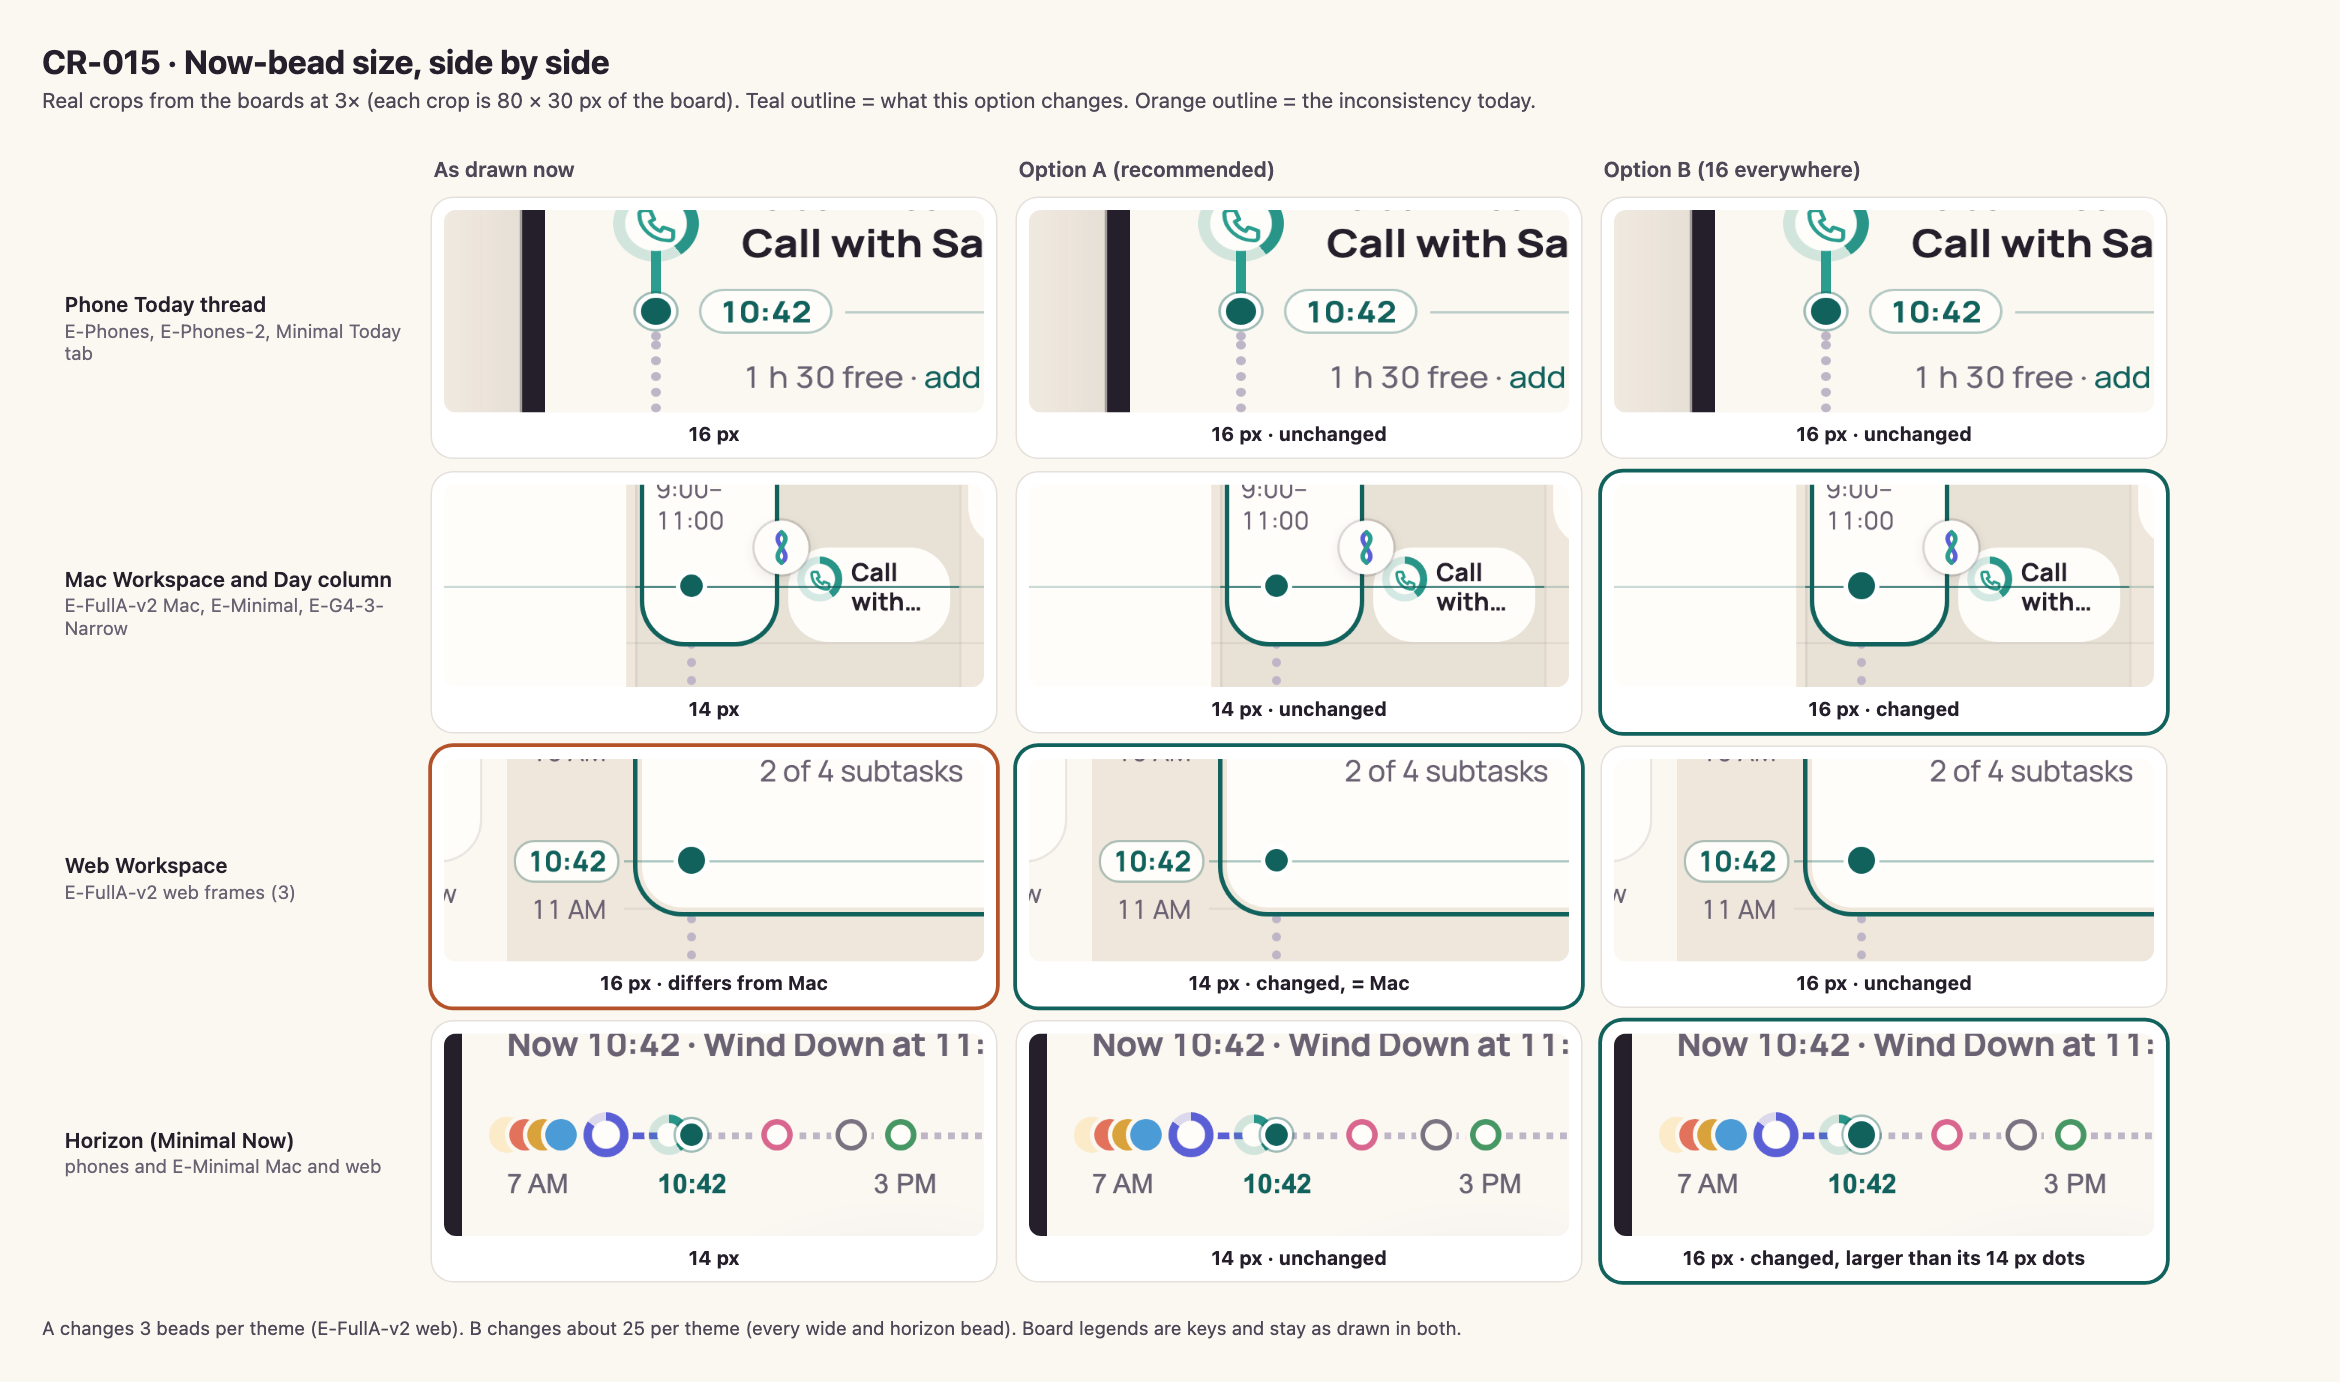 CR-015 · Now-bead size, side by side
Real crops from the boards at 3× (each crop is 80 × 30 px of the board). Teal outline = what this option changes. Orange outline = the inconsistency today.
As drawn now
Option A (recommended)
Option B (16 everywhere)
Phone Today thread
E-Phones, E-Phones-2, Minimal Today
tab
Call with Sa
10:42
1 h 30 free · add
16 px
Call with Sa
10:42
1 h 30 free · add
16 px · unchanged
Call with Sa
10:42
1 h 30 free · add
16 px · unchanged
Mac Workspace and Day column
E-FullA-v2 Mac, E-Minimal, E-G4-3-
Narrow
9:00–
11:00
Call
with...
14 px
9:00–
11:00
Call
with...
14 px · unchanged
9:00–
11:00
Call
with...
16 px · changed
Web Workspace
E-FullA-v2 web frames (3)
2 of 4 subtasks
10:42
w
11 AM
16 px · differs from Mac
2 of 4 subtasks
10:42
w
11 AM
14 px · changed, = Mac
2 of 4 subtasks
10:42
w
11 AM
16 px · unchanged
Horizon (Minimal Now)
phones and E-Minimal Mac and web
Now 10:42 · Wind Down at 11:
7 AM
10:42
3 PM
14 px
Now 10:42 · Wind Down at 11:
7 AM
10:42
3 PM
14 px · unchanged
Now 10:42 · Wind Down at 11:
7 AM
10:42
3 PM
16 px · changed, larger than its 14 px dots
A changes 3 beads per theme (E-FullA-v2 web). B changes about 25 per theme (every wide and horizon bead). Board legends are keys and stay as drawn in both.